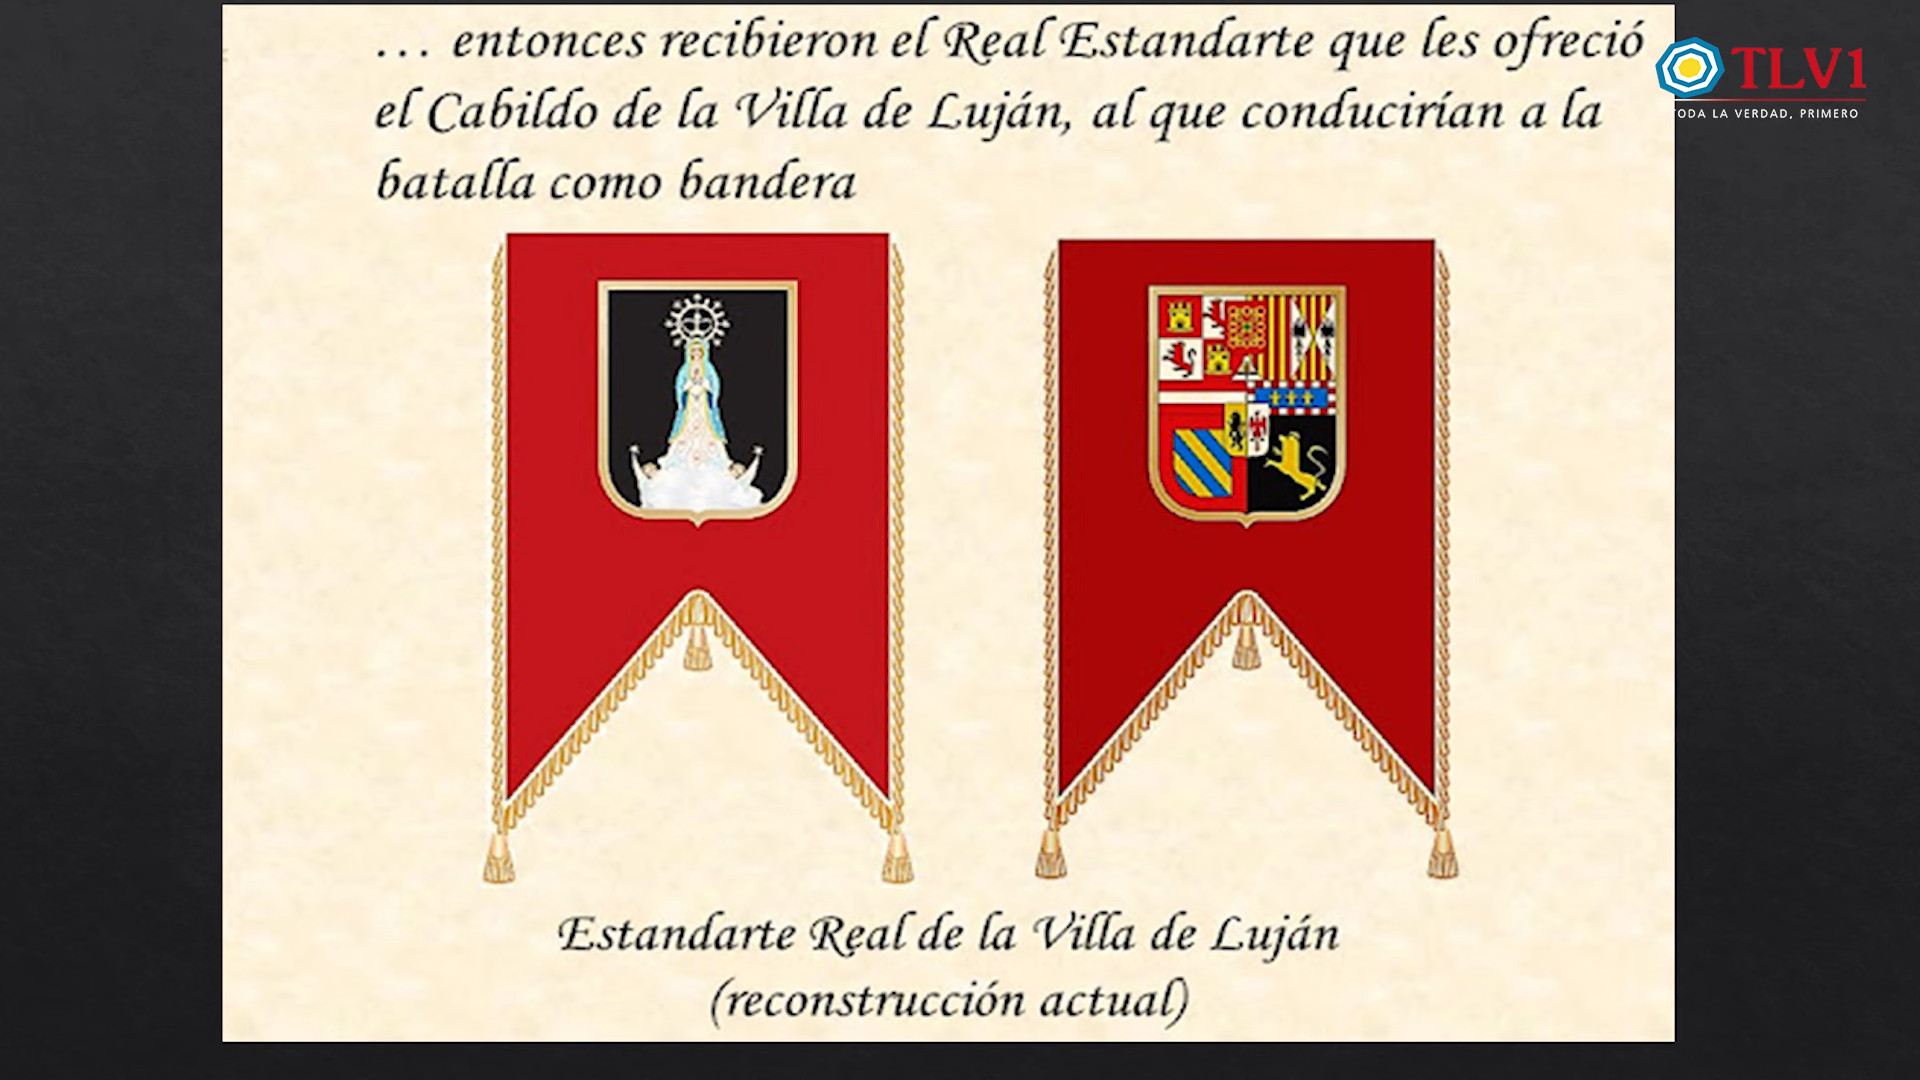 ... entonces recibieron el Real Estandarte que les ofreció
el Cabildo de la Villa de Luján, al que conducirían a la
batalla como bandera
TLV1
TODA LA VERDAD, PRIMERO
Estandarte Real de la Villa de Luján
(reconstrucción actual)